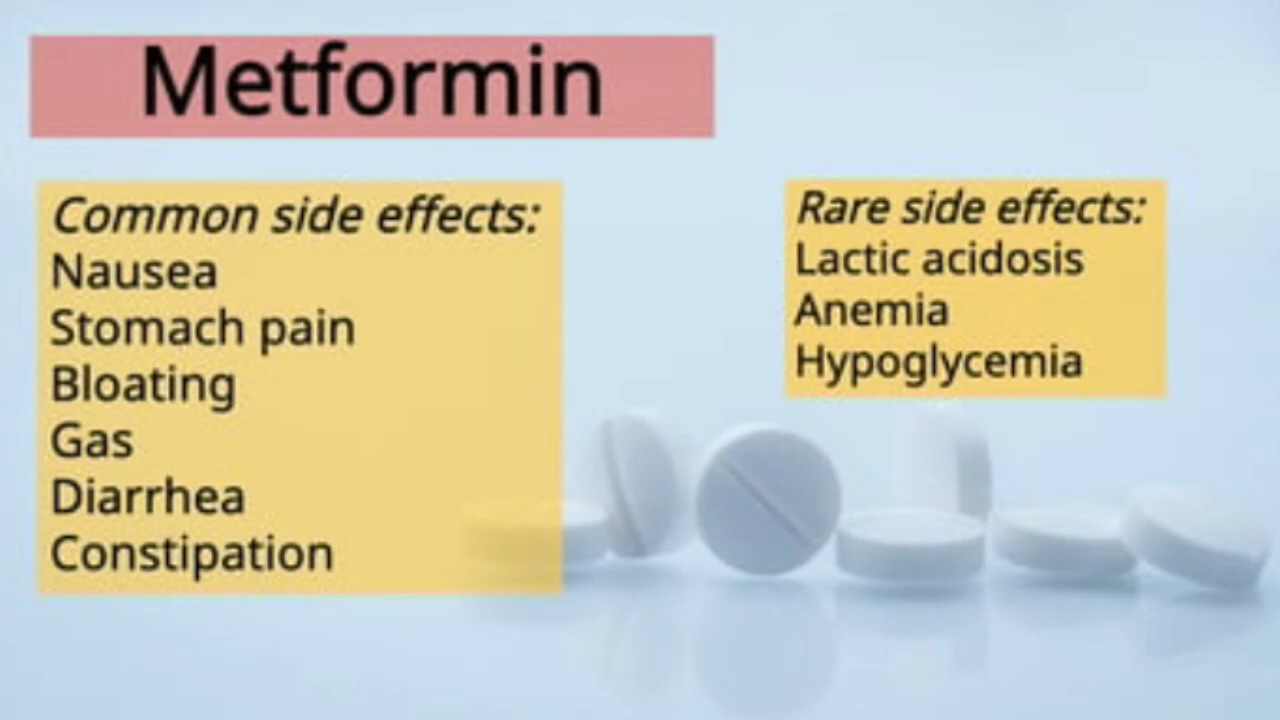 Metformin
Common side effects:
Nausea
Stomach pain
Bloating
Gas
Diarrhea
Constipation
Rare side effects:
Lactic acidosis
Anemia
Hypoglycemia